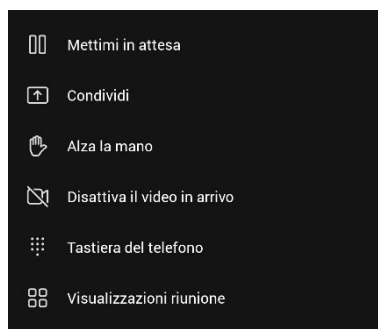 Mettimi in attesa
Condividi
Alza la mano
Disattiva il video in arrivo
Tastiera del telefono
Visualizzazioni riunione